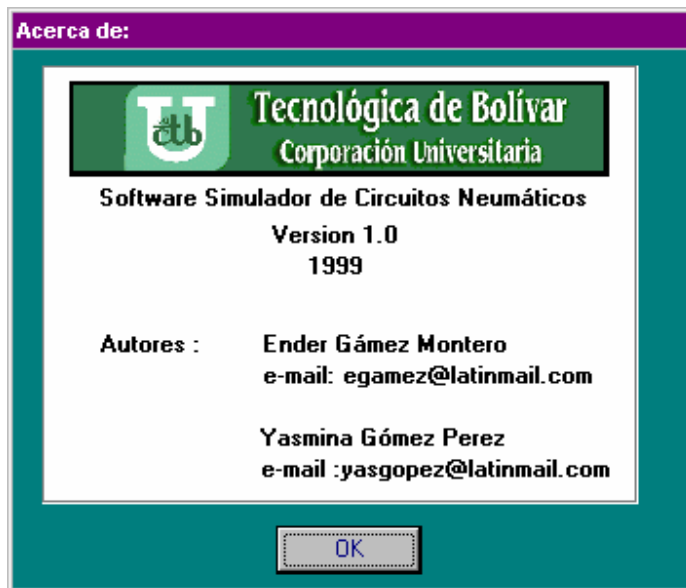 Acerca de:
ctb
Tecnológica de Bolívar
Corporación Universitaria
Software Simulador de Circuitos Neumáticos
Version 1.0
1999
Autores : Ender Gámez Montero
e-mail: egamez@latinmail.com
Yasmina Gómez Perez
e-mail :yasgopez@latinmail.com
OK